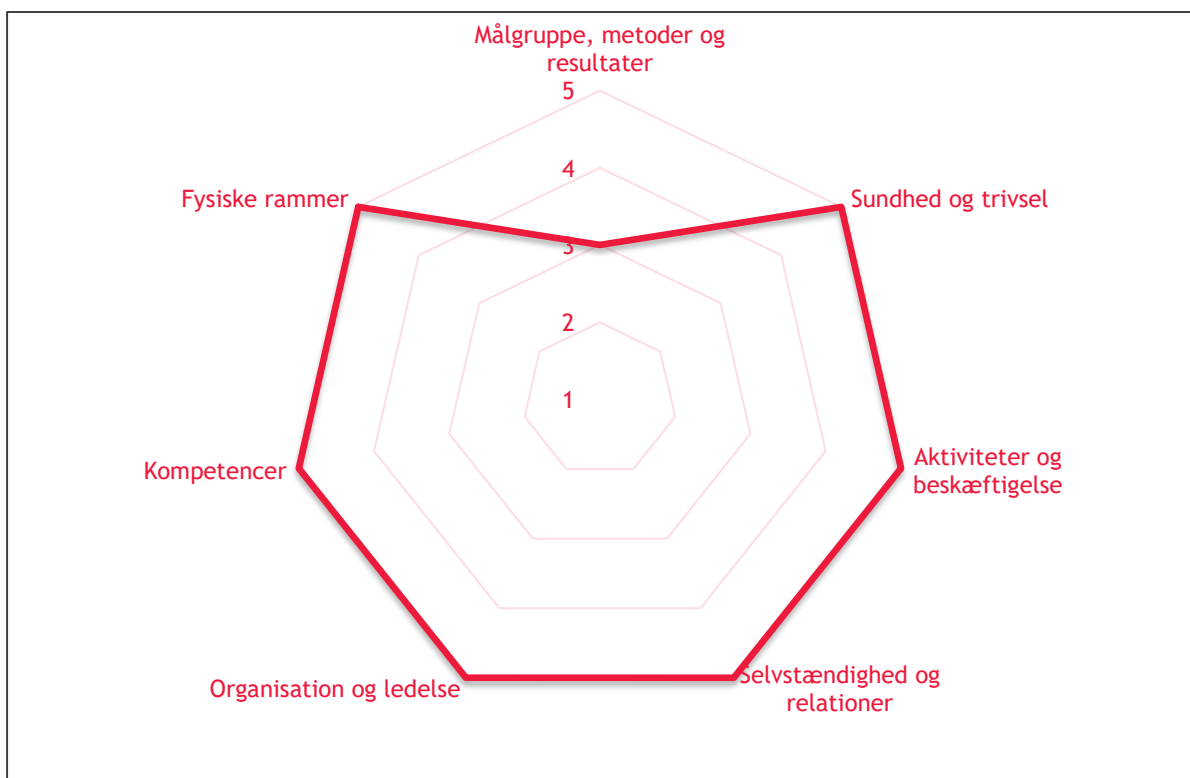 Målgruppe, metoder og
resultater
5
4
Fysiske rammer
Sundhed og trivsel
3
2
1
Aktiviteter og
beskæftigelse
Kompetencer
Selvstændighed og
relationer
Organisation og ledelse